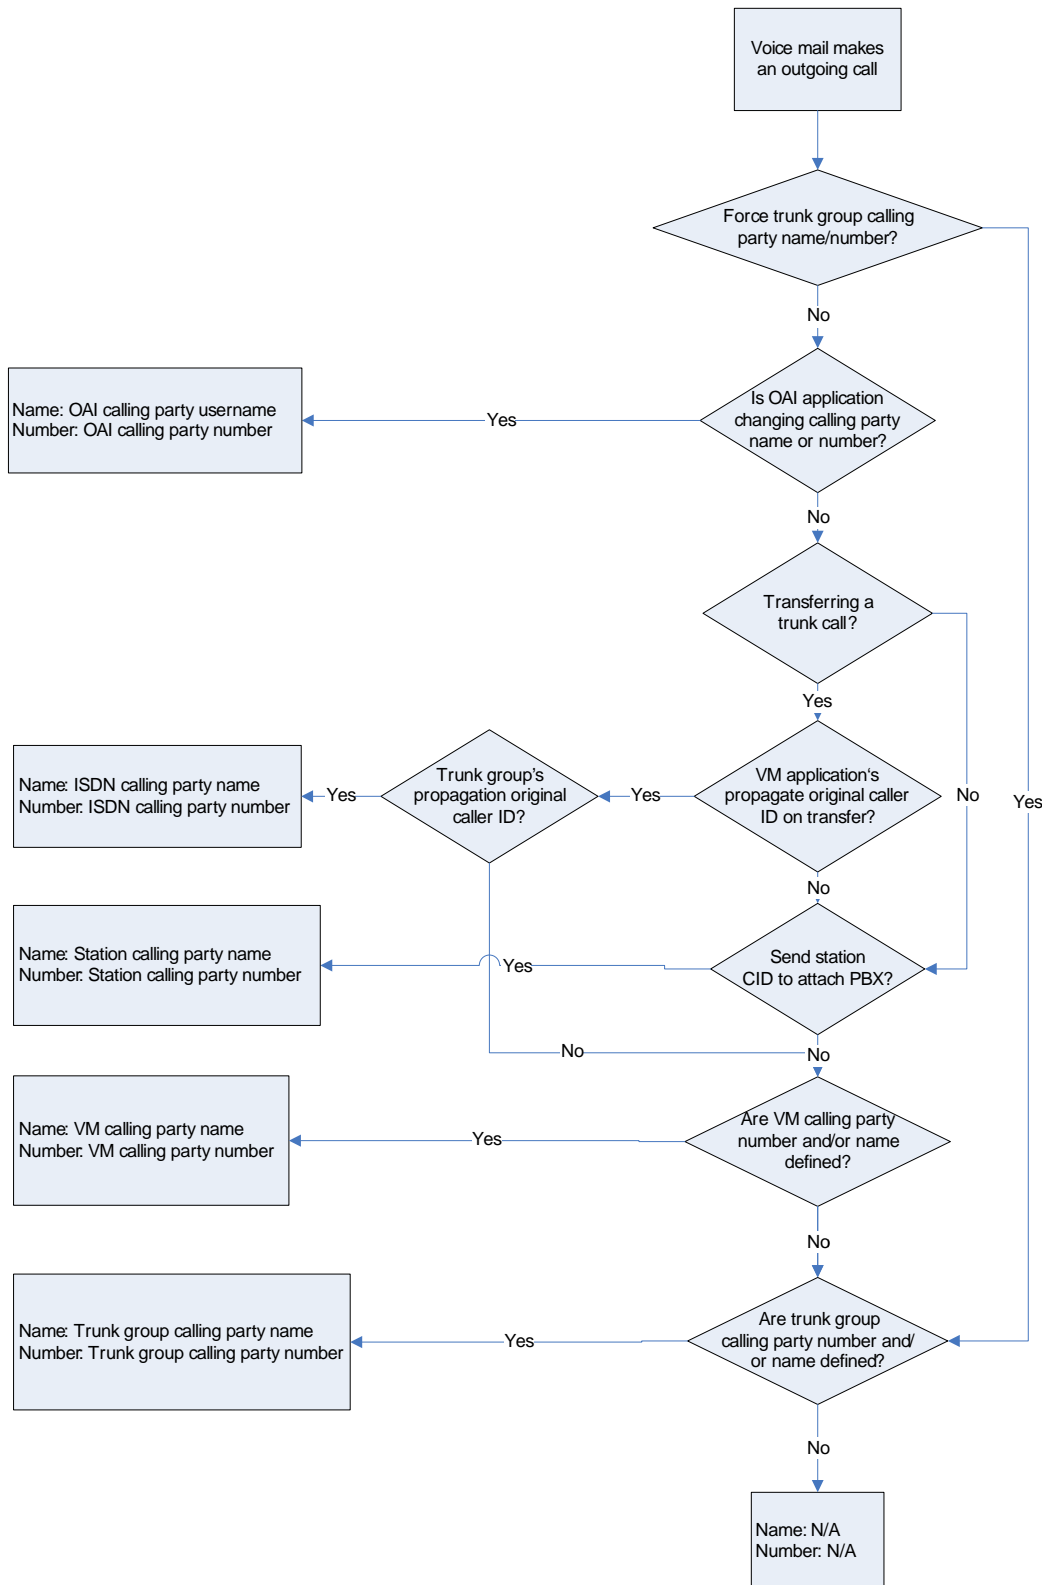 Voice mail makes
an outgoing call
Force trunk group calling
party name/number?
No
Is OAI application
changing calling party
name or number?
Yes
Name: OAI calling party username
Number: OAI calling party number
No
Transferring a
trunk call?
Yes
No
Yes
VM application‘s
propagate original caller
ID on transfer?
Yes
Trunk group’s
propagation original
caller ID?
Yes
Name: ISDN calling party name
Number: ISDN calling party number
No
Send station
CID to attach PBX?
Yes
Name: Station calling party name
Number: Station calling party number
No
No
Are VM calling party
number and/or name
defined?
Yes
Name: VM calling party name
Number: VM calling party number
No
Are trunk group
calling party number and/
or name defined?
Yes
Name: Trunk group calling party name
Number: Trunk group calling party number
No
Name: N/A
Number: N/A